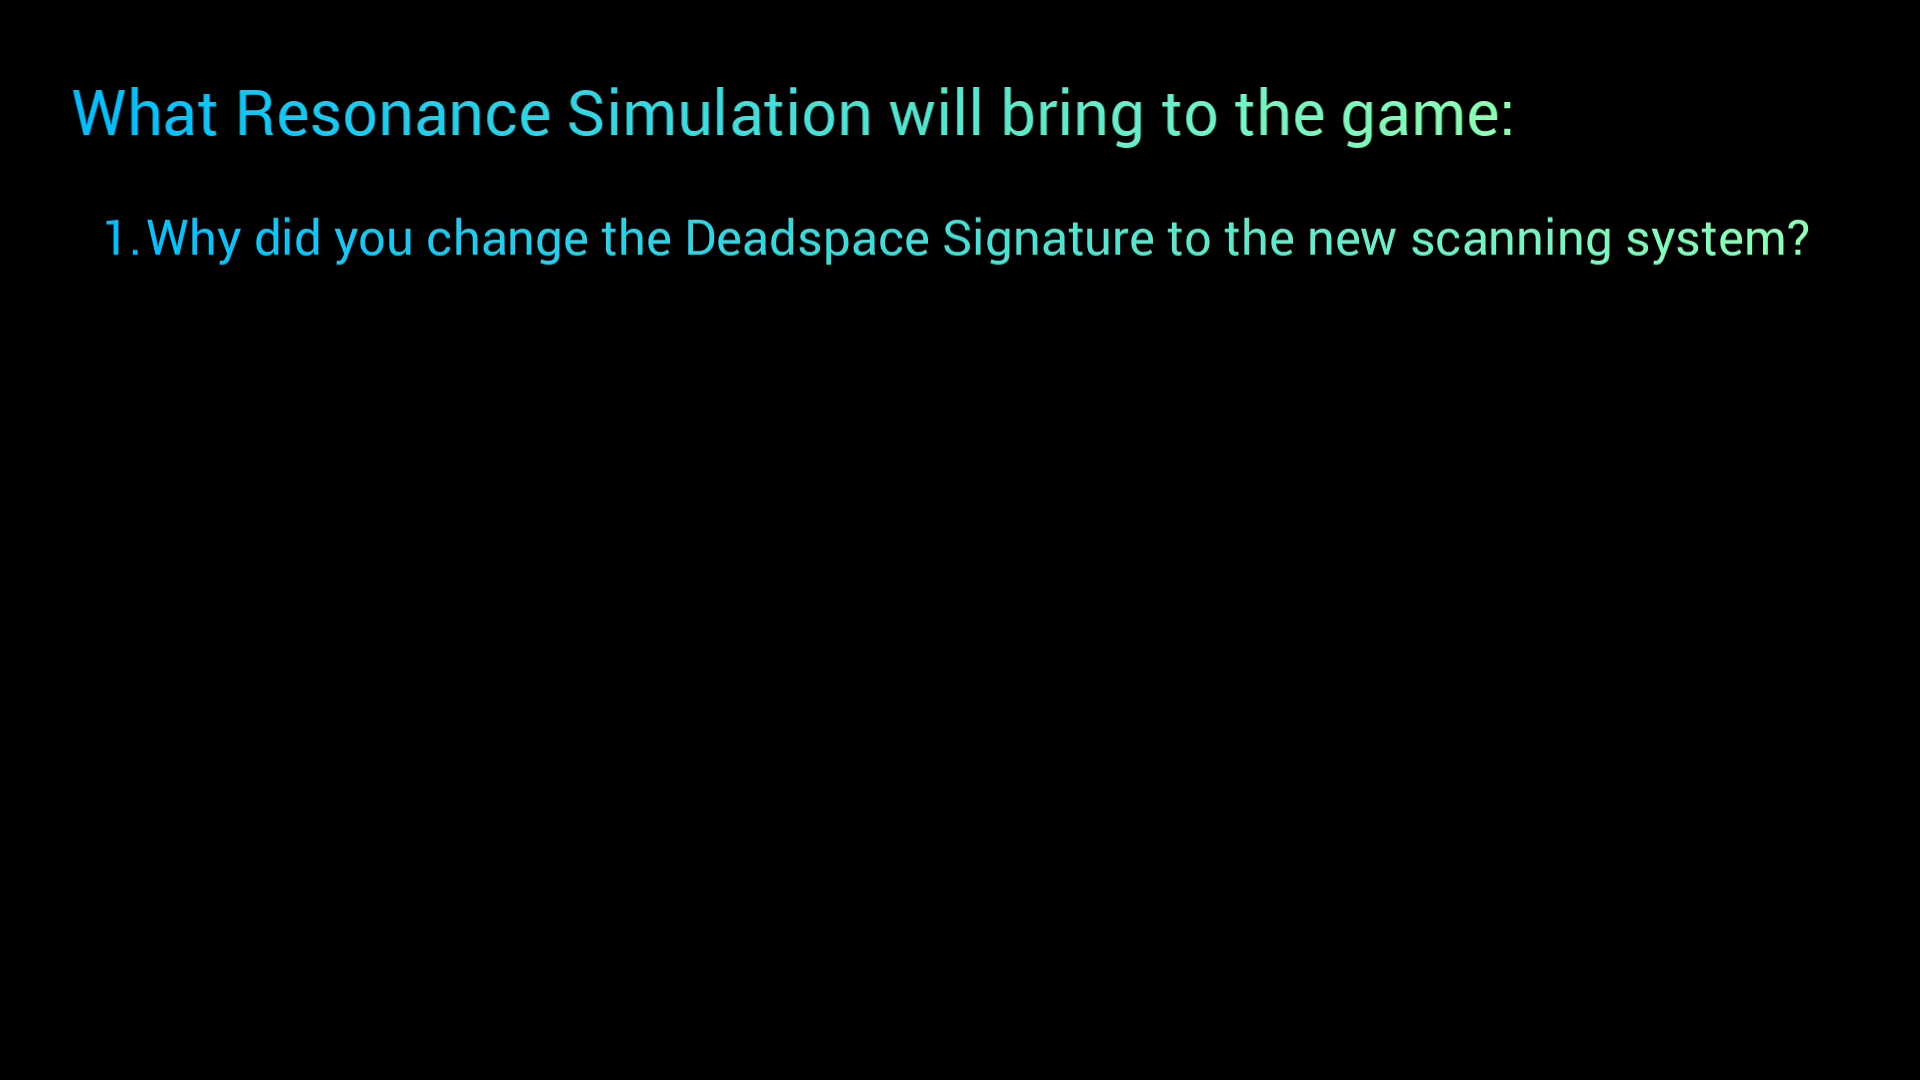 What Resonance Simulation will bring to the game:
1. Why did you change the Deadspace Signature to the new scanning system?